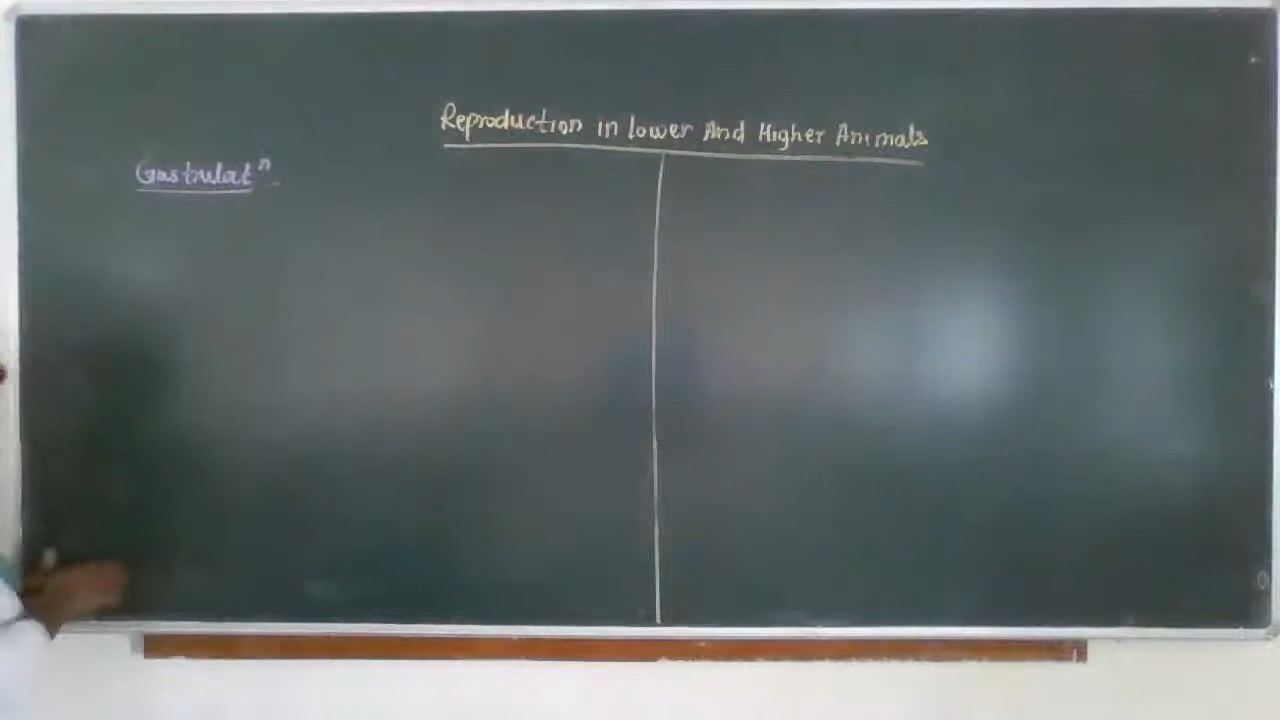 Reproduction in lower And Higher Animals
Gastrulatⁿ.